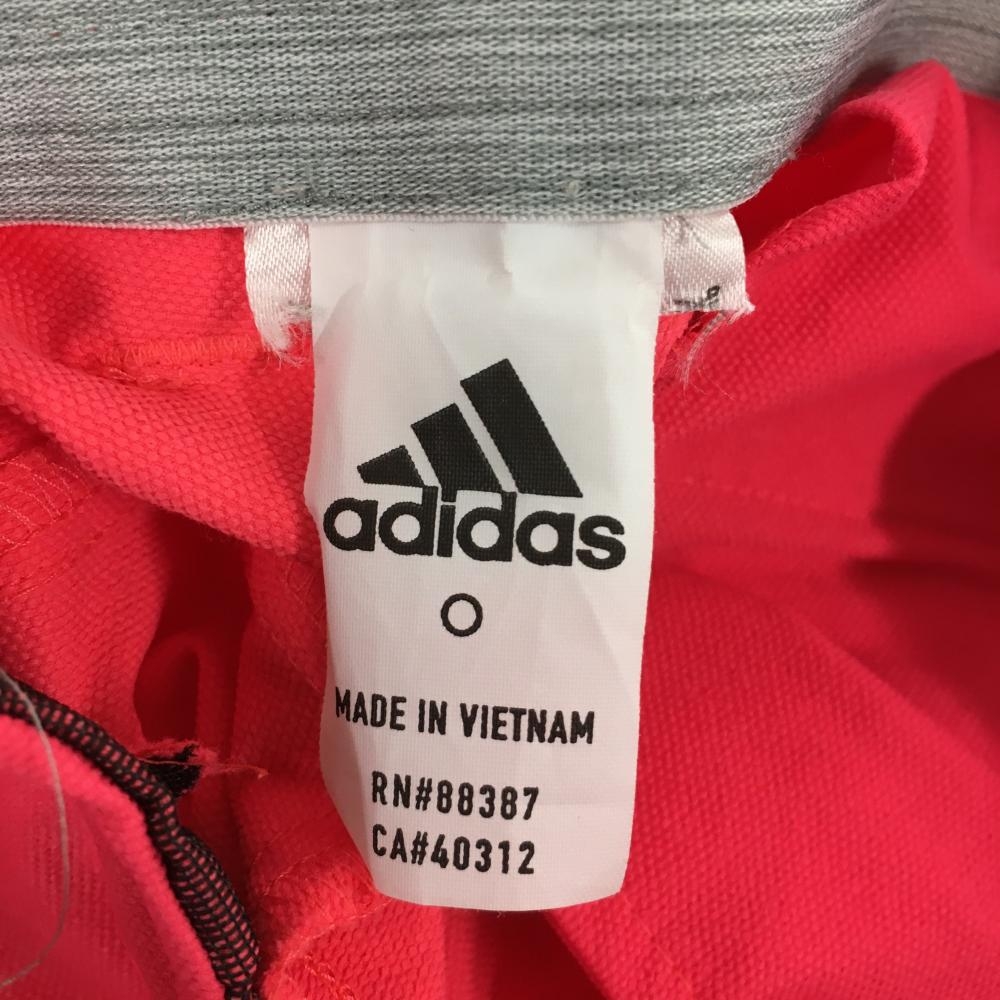 adidas
O
MADE IN VIETNAM
RN#88387
CA#40312